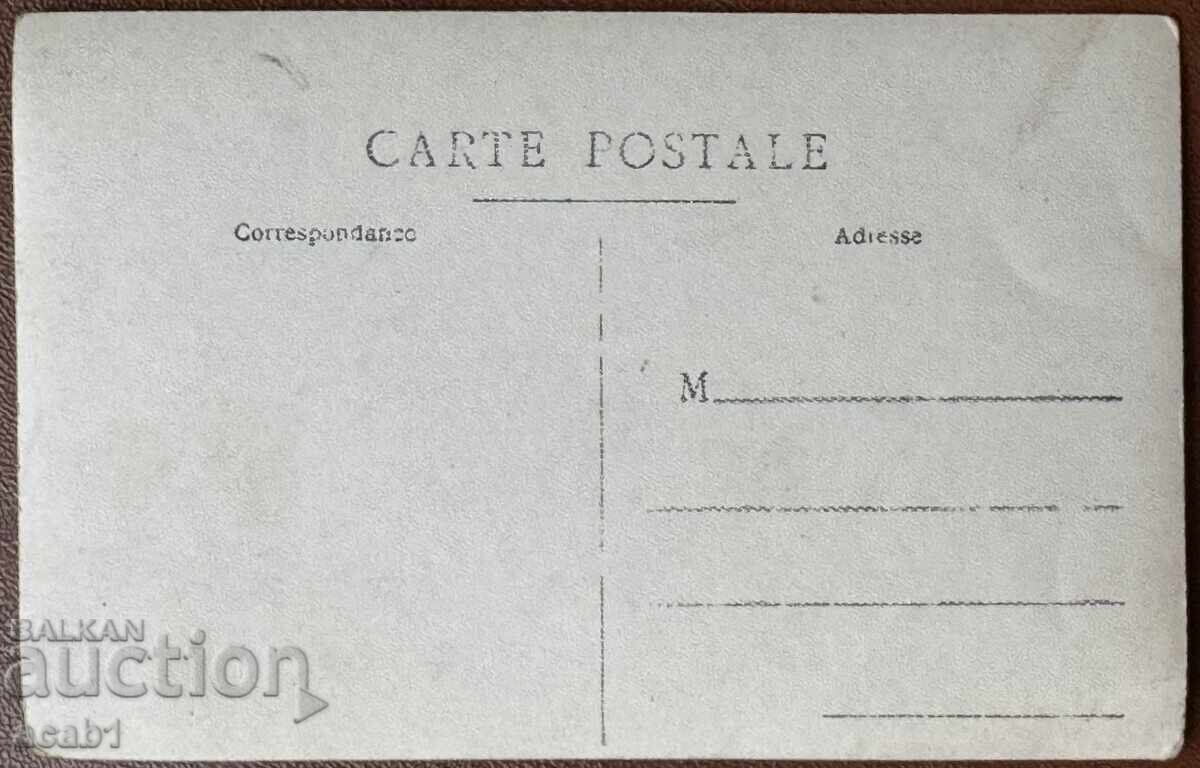 CARTE POSTALE
Correspondance
Adresse
M
BALKAN
auction
acab1